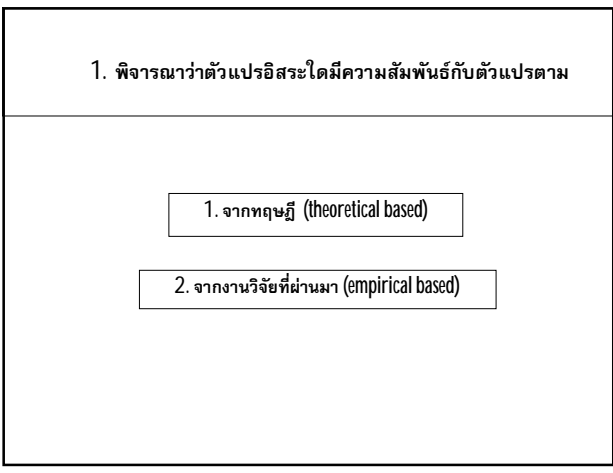 1. พิจารณาว่าตัวแปรอิสระใดมีความสัมพันธ์กับตัวแปรตาม
1. จากทฤษฎี (theoretical based)
2. จากงานวิจัยที่ผ่านมา (empirical based)